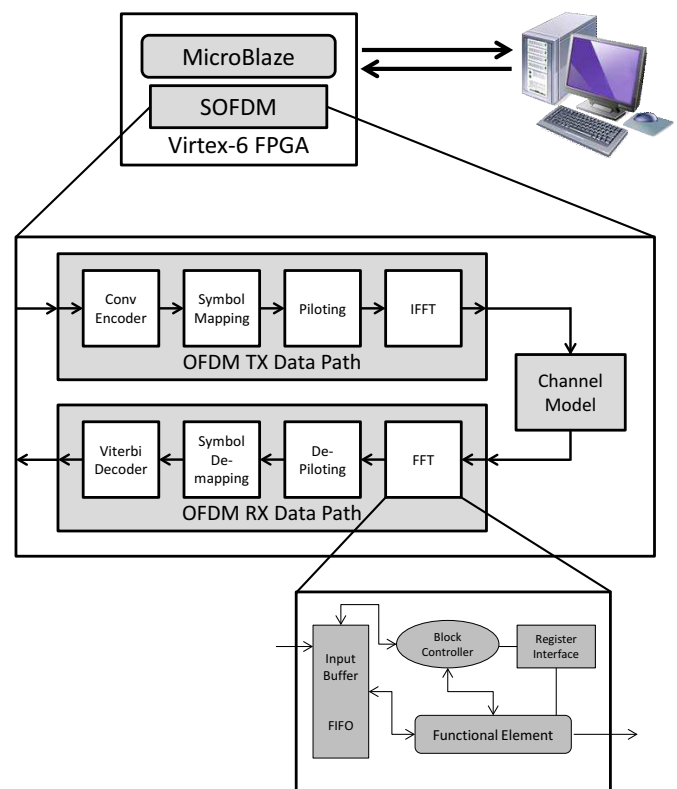 MicroBlaze
SOFDM
Virtex-6 FPGA
Conv
Encoder
Symbol
Mapping
Piloting
IFFT
OFDM TX Data Path
Channel
Model
Viterbi
Decoder
Symbol
De-
mapping
De-
Piloting
FFT
OFDM RX Data Path
Input
Buffer
FIFO
Block
Controller
Register
Interface
Functional Element